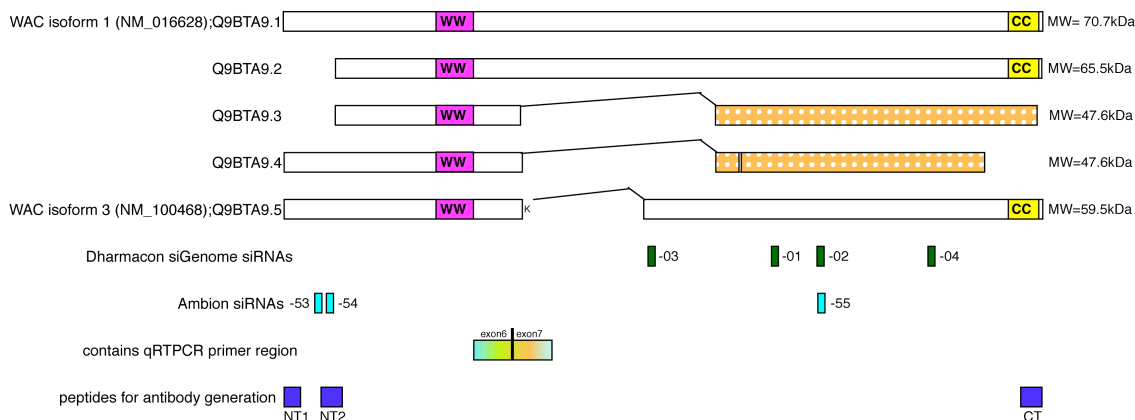 WAC isoform 1 (NM_016628);Q9BTA9.1 WW CC MW= 70.7kDa
Q9BTA9.2 WW CC MW=65.5kDa
Q9BTA9.3 WW MW=47.6kDa
Q9BTA9.4 WW MW=47.6kDa
WAC isoform 3 (NM_100468);Q9BTA9.5 WW K CC MW=59.5kDa
Dharmacon siGenome siRNAs -03 -01 -02 -04
Ambion siRNAs -53 -54 -55
exon6 exon7
contains qRTPCR primer region
peptides for antibody generation
NT1 NT2 CT